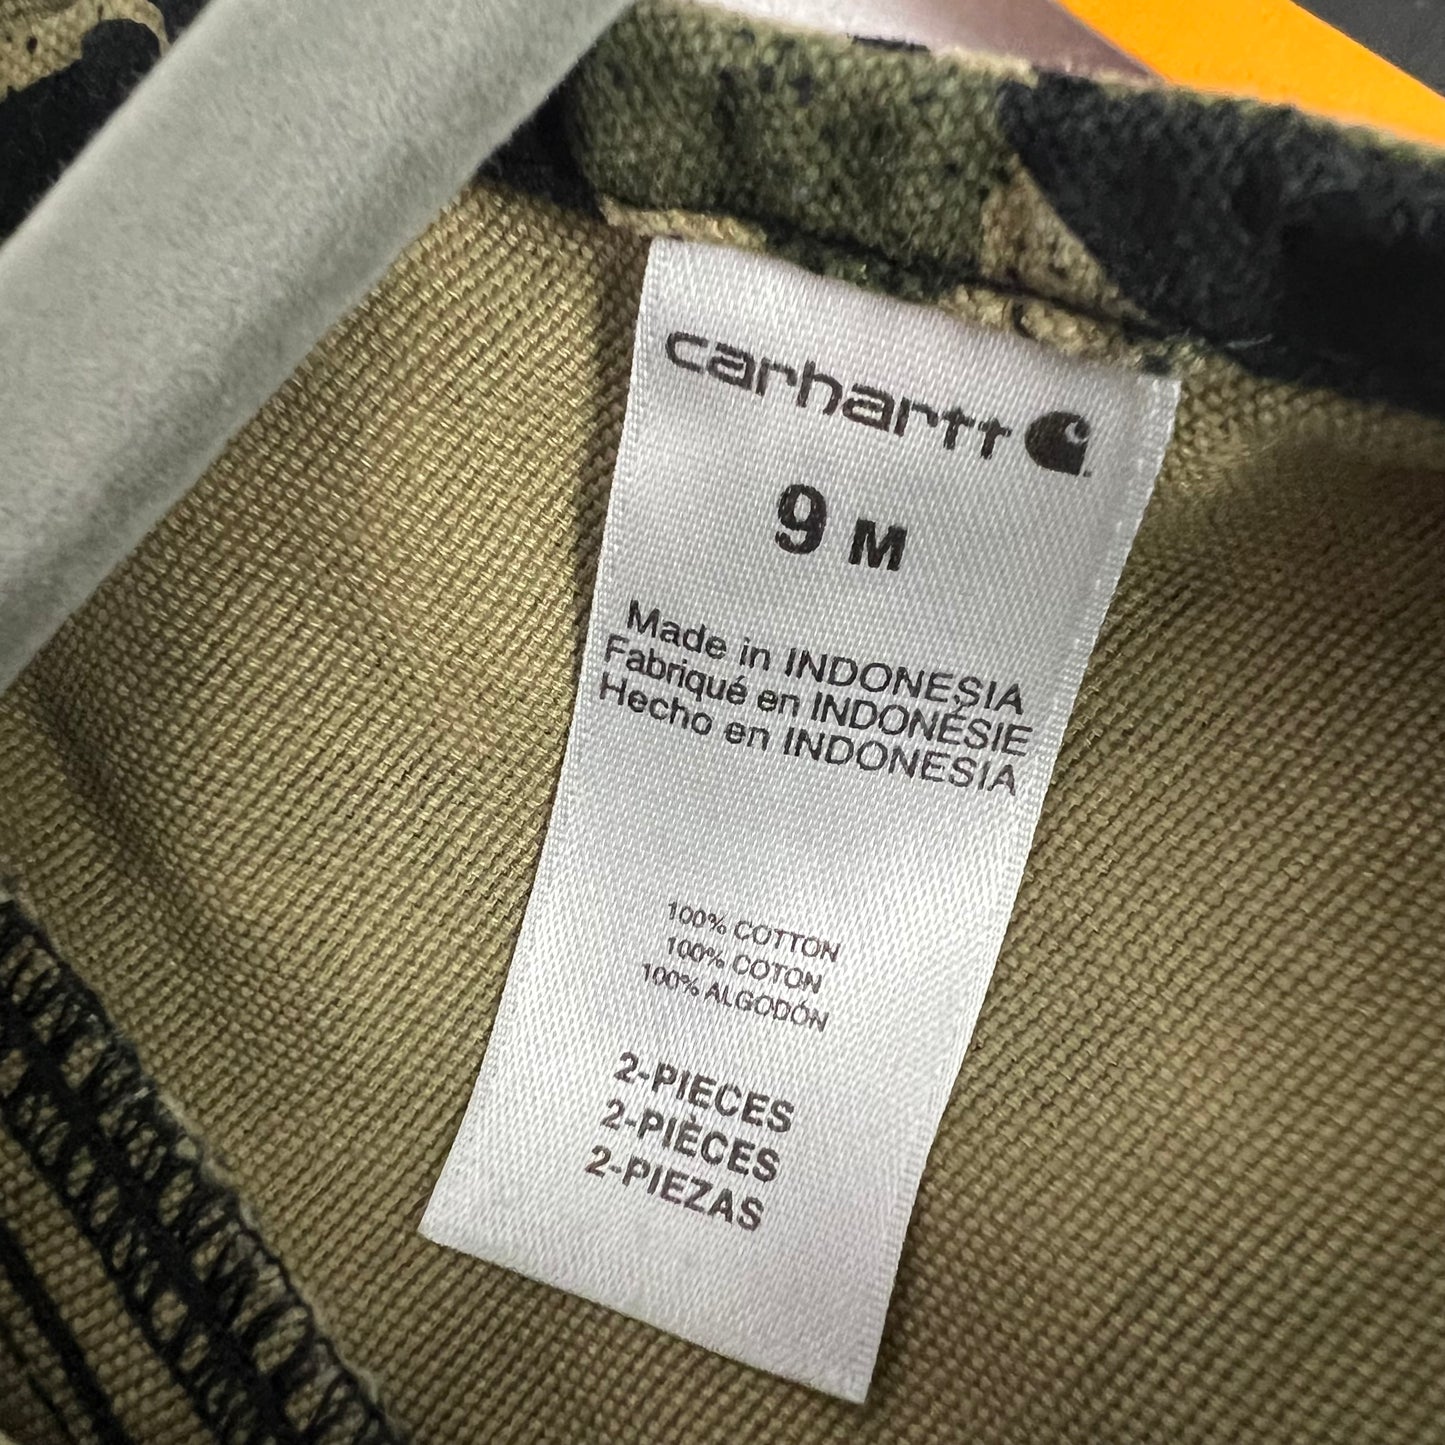 carhartt
9 M
Made in INDONESIA
Fabriqué en INDONÉSIE
Hecho en INDONESIA
100% COTTON
100% COTON
100% ALGODÓN
2-PIECES
2-PIÈCES
2-PIEZAS